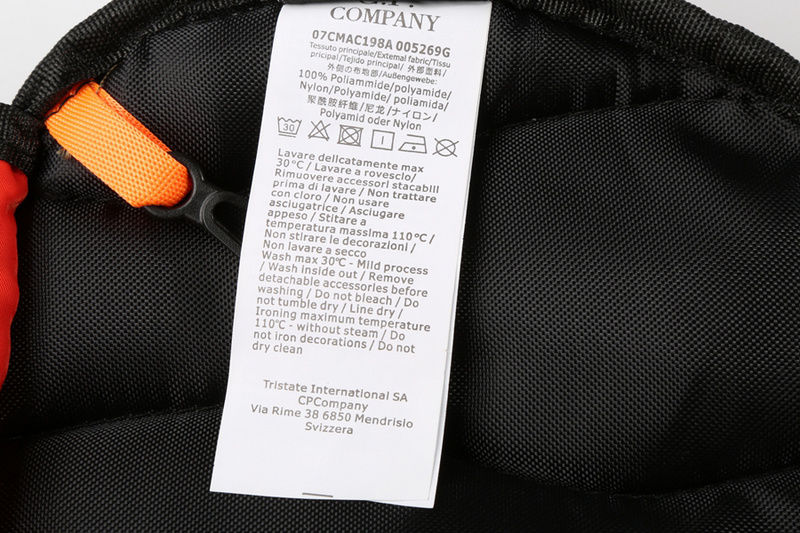 C.P.
COMPANY
07CMAC198A 005269G
Tessuto principale/External fabric/Tissu
pricipal/Tejido principal/ 外部面料/
外側の布地部/Außengewebe:
100% Poliammide/polyamide/
Nylon/Polyamide/poliamida/
聚酰胺纤维/尼龙/ナイロン/
Polyamid oder Nylon
30
Lavare delicatamente max
30°C / Lavare a rovescio/
Rimuovere accessori stacabili
prima di lavare / Non trattare
con cloro / Non usare
asciugatrice / Asciugare
appeso / Stitare a
temperatura massima 110°C /
Non stirare le decorazioni /
Non lavare a secco
Wash max 30°C - Mild process
/ Wash inside out / Remove
detachable accessories before
washing / Do not bleach / Do
not tumble dry / Line dry /
Ironing maximum temperature
110°C - without steam / Do
not iron decorations / Do not
dry clean
Tristate International SA
CPCompany
Via Rime 38 6850 Mendrisio
Svizzera